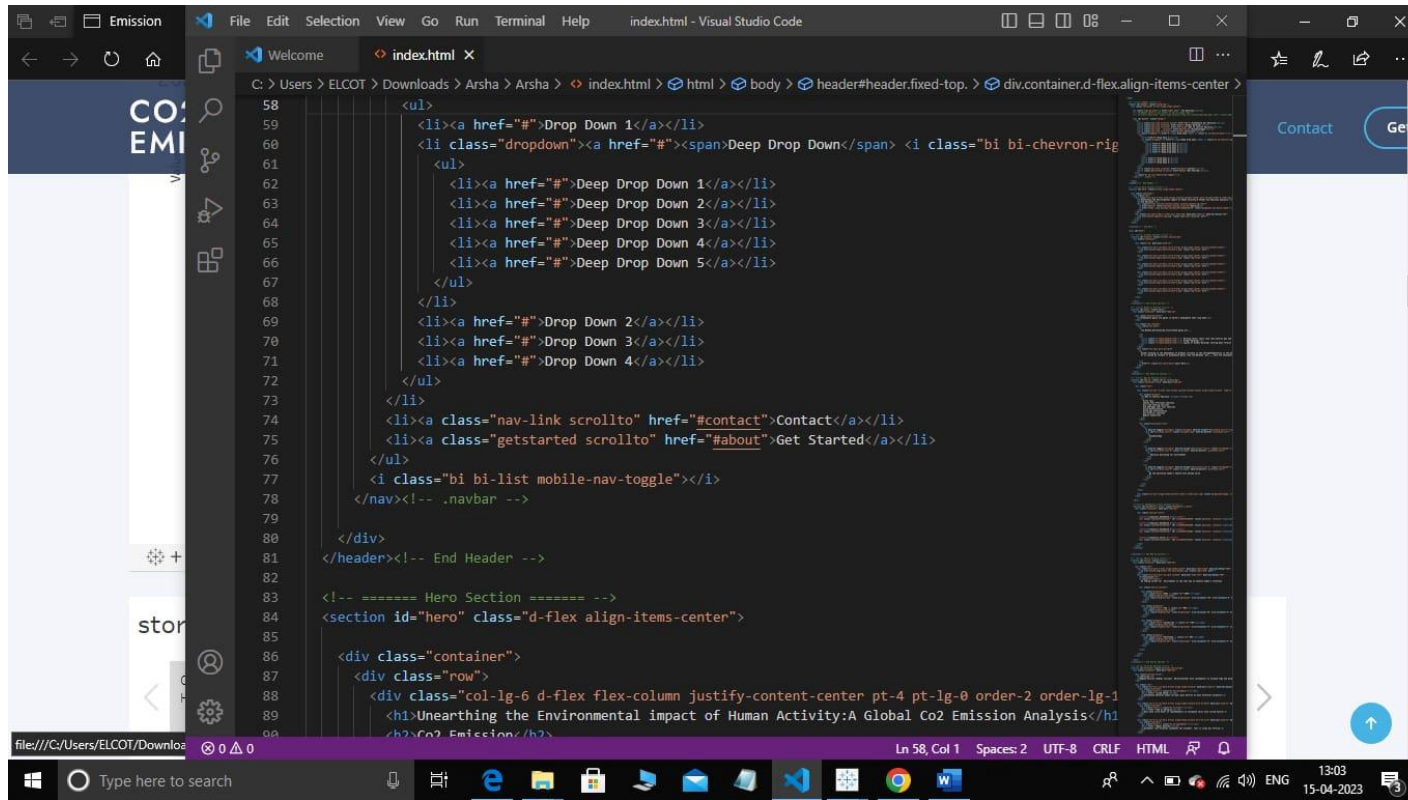 Emission
File Edit Selection View Go Run Terminal Help index.html - Visual Studio Code
Welcome index.html
C: > Users > ELCOT > Downloads > Arsha > Arsha > index.html > html > body > header#header.fixed-top. > div.container.d-flex.align-items-center >
CO
EMI
Contact
Get
58 <ul>
59 <li><a href="#">Drop Down 1</a></li>
60 <li class="dropdown"><a href="#"><span>Deep Drop Down</span> <i class="bi bi-chevron-rig
61 <ul>
62 <li><a href="#">Deep Drop Down 1</a></li>
63 <li><a href="#">Deep Drop Down 2</a></li>
64 <li><a href="#">Deep Drop Down 3</a></li>
65 <li><a href="#">Deep Drop Down 4</a></li>
66 <li><a href="#">Deep Drop Down 5</a></li>
67 </ul>
68 </li>
69 <li><a href="#">Drop Down 2</a></li>
70 <li><a href="#">Drop Down 3</a></li>
71 <li><a href="#">Drop Down 4</a></li>
72 </ul>
73 </li>
74 <li><a class="nav-link scrollto" href="#contact">Contact</a></li>
75 <li><a class="getstarted scrollto" href="#about">Get Started</a></li>
76 </ul>
77 <i class="bi bi-list mobile-nav-toggle"></i>
78 </nav><!-- .navbar -->
79
80 </div>
81 </header><!-- End Header -->
82
83 <!-- ======= Hero Section ======= -->
84 <section id="hero" class="d-flex align-items-center">
85
86 <div class="container">
87 <div class="row">
88 <div class="col-lg-6 d-flex flex-column justify-content-center pt-4 pt-lg-0 order-2 order-lg-1
89 <h1>Unearthing the Environmental impact of Human Activity:A Global Co2 Emission Analysis</h1
90 <h2>Co2 Emission</h2>
stor
file:///C:/Users/ELCOT/Downloa
0 0
Ln 58, Col 1 Spaces: 2 UTF-8 CRLF HTML
Type here to search
ENG
13:03
15-04-2023
3